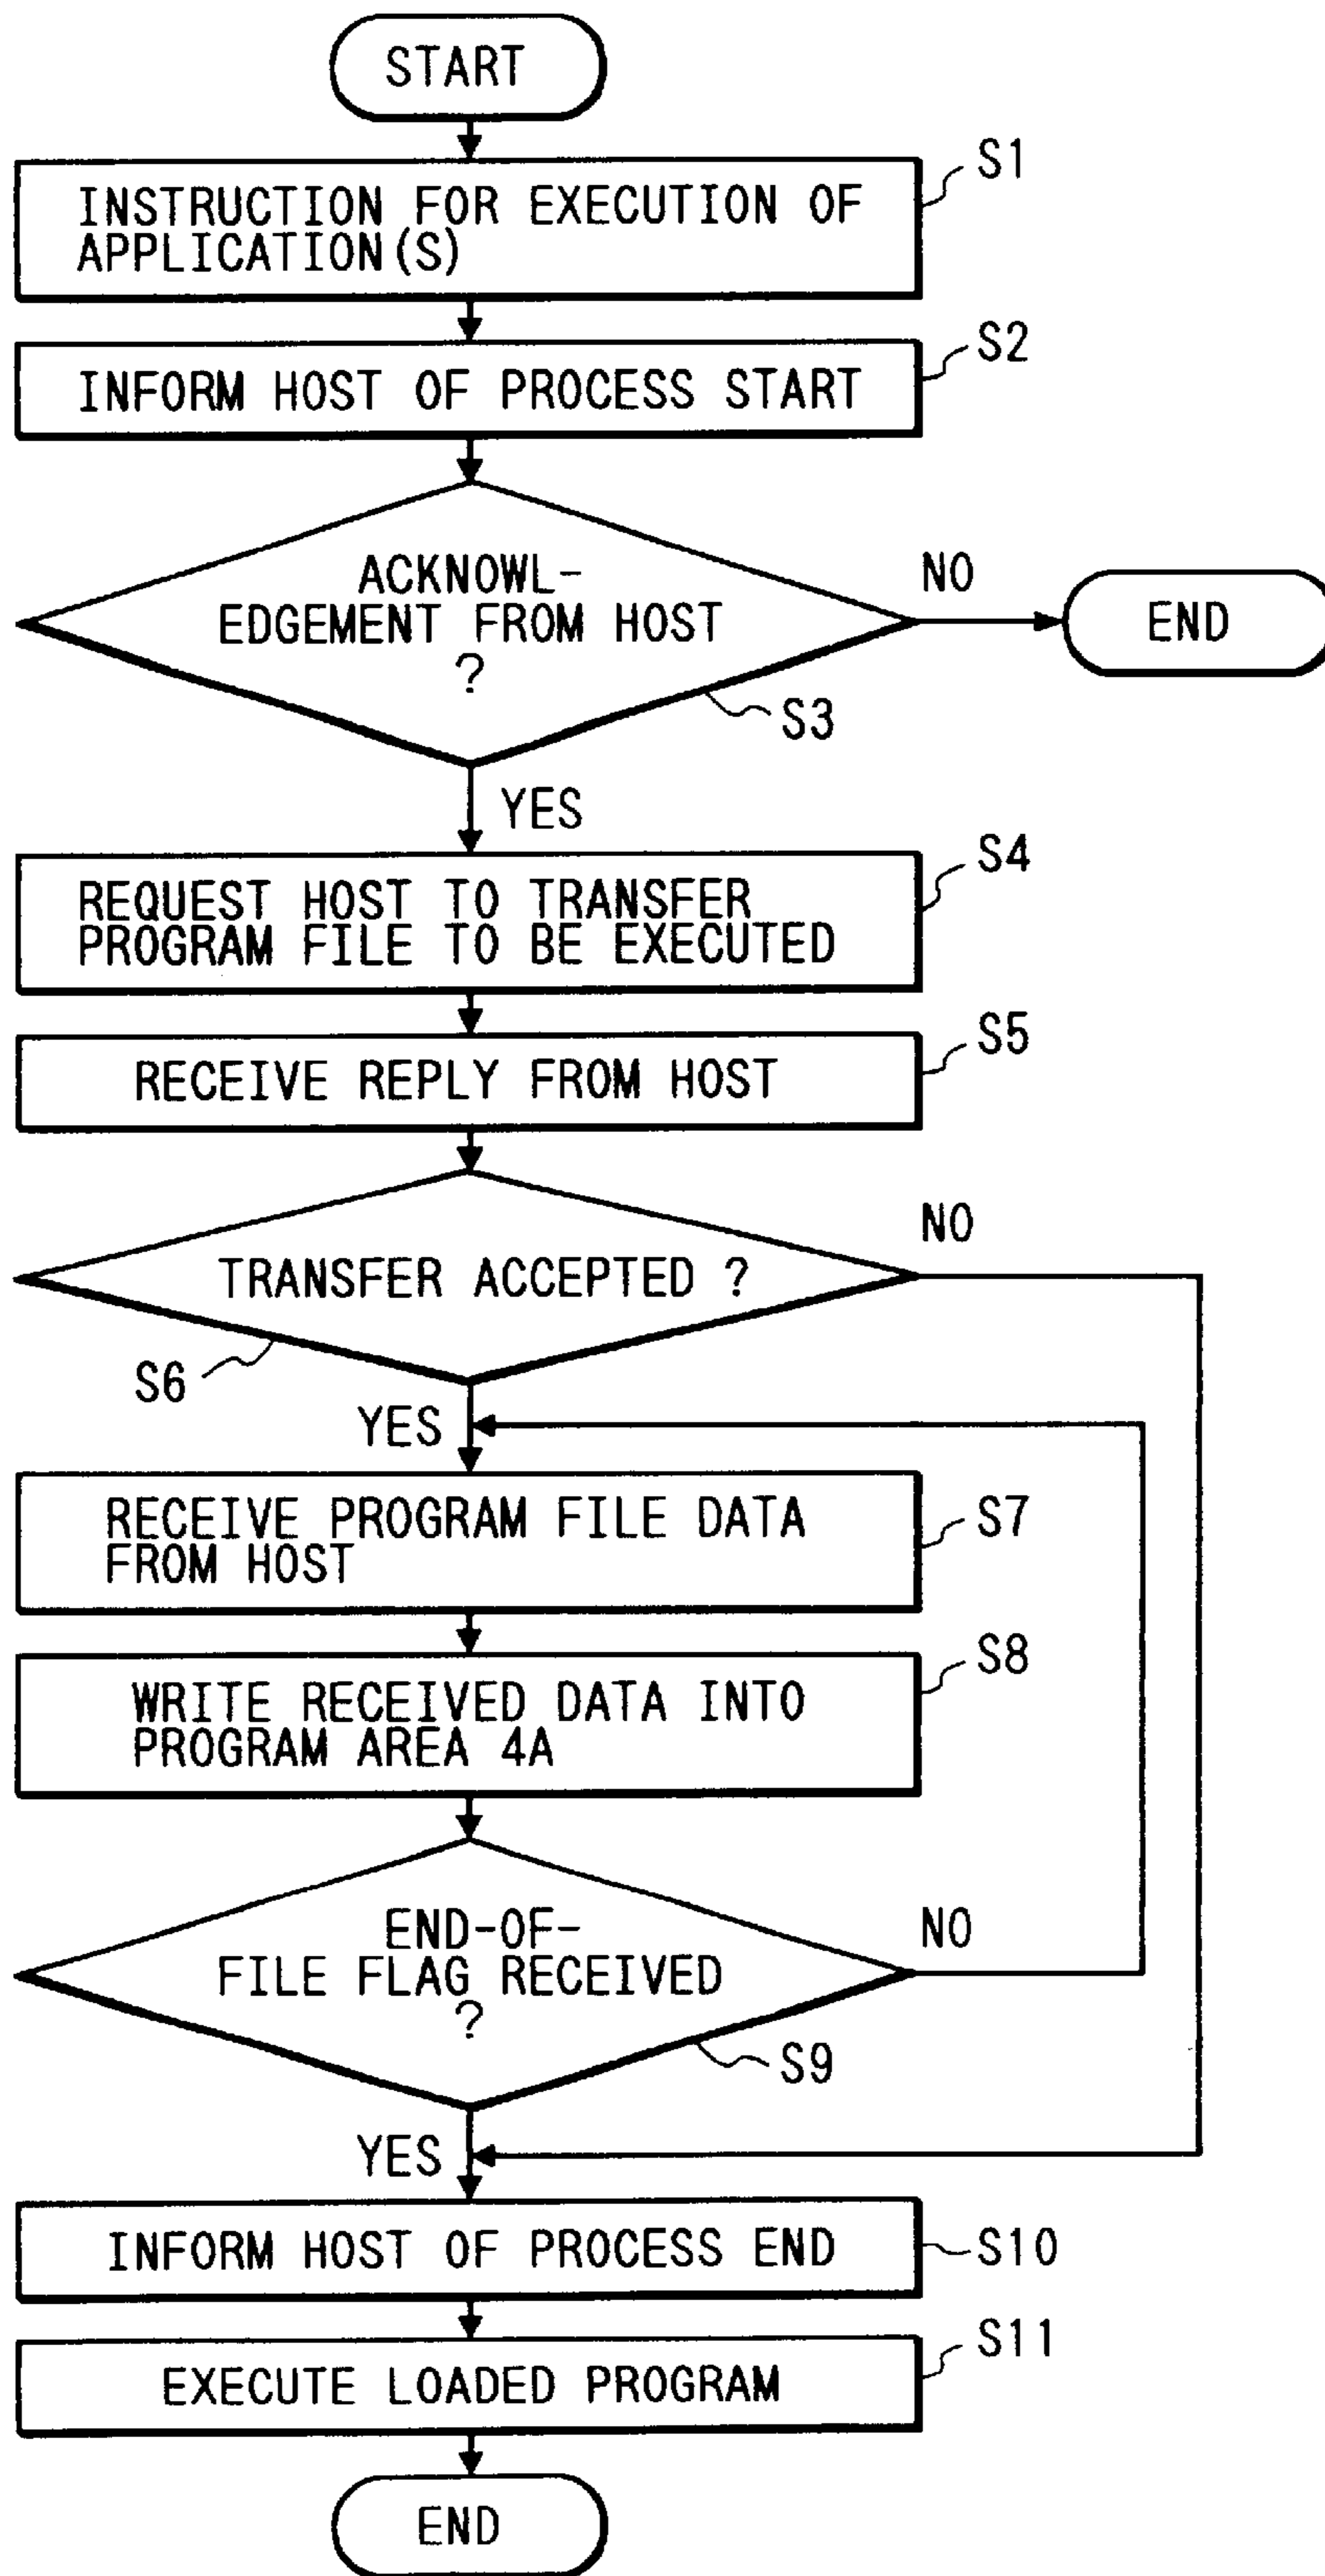 START
S1
INSTRUCTION FOR EXECUTION OF
APPLICATION(S)
S2
INFORM HOST OF PROCESS START
ACKNOWL-
EDGEMENT FROM HOST
?
NO
END
S3
YES
S4
REQUEST HOST TO TRANSFER
PROGRAM FILE TO BE EXECUTED
S5
RECEIVE REPLY FROM HOST
NO
TRANSFER ACCEPTED ?
S6
YES
RECEIVE PROGRAM FILE DATA
FROM HOST
S7
S8
WRITE RECEIVED DATA INTO
PROGRAM AREA 4A
END-OF-
FILE FLAG RECEIVED
?
NO
S9
YES
INFORM HOST OF PROCESS END
S10
S11
EXECUTE LOADED PROGRAM
END